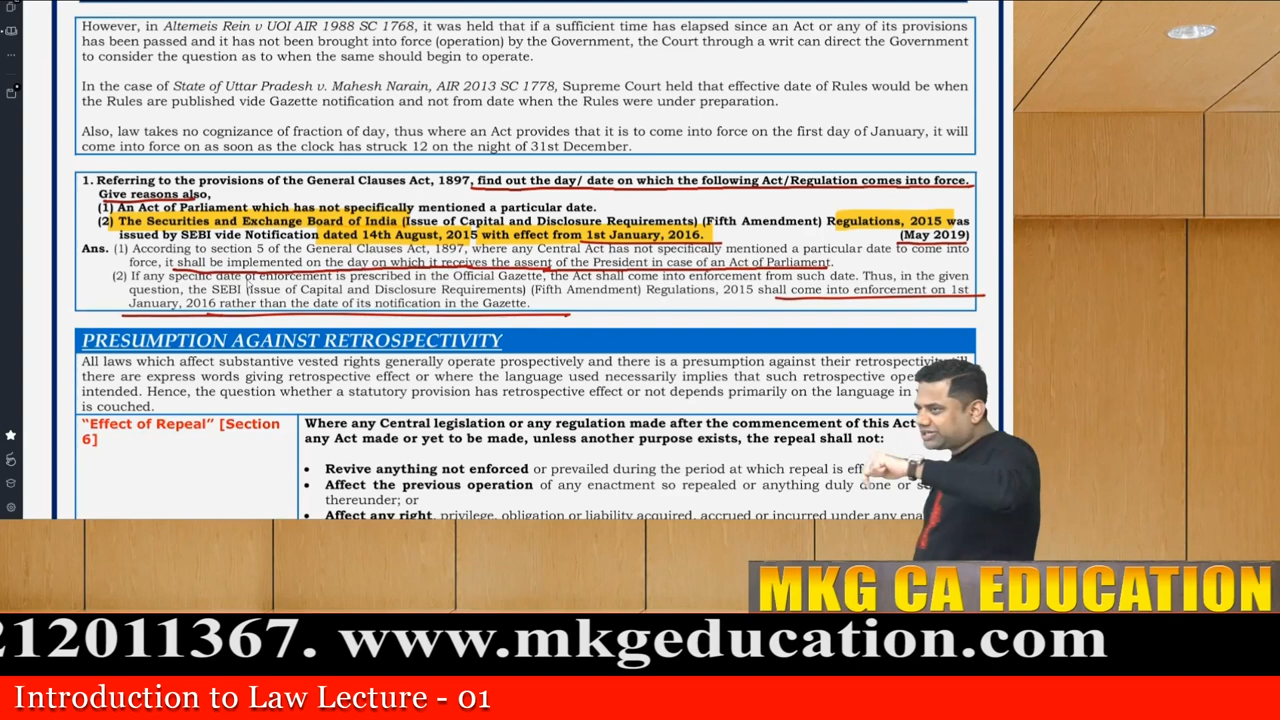 However, in Altemeis Rein v UOI AIR 1988 SC 1768, it was held that if a sufficient time has elapsed since an Act or any of its provisions
has been passed and it has not been brought into force (operation) by the Government, the Court through a writ can direct the Government
to consider the question as to when the same should begin to operate.
In the case of State of Uttar Pradesh v. Mahesh Narain, AIR 2013 SC 1778, Supreme Court held that effective date of Rules would be when
the Rules are published vide Gazette notification and not from date when the Rules were under preparation.
Also, law takes no cognizance of fraction of day, thus where an Act provides that it is to come into force on the first day of January, it will
come into force on as soon as the clock has struck 12 on the night of 31st December.
1. Referring to the provisions of the General Clauses Act, 1897, find out the day/ date on which the following Act/Regulation comes into force.
Give reasons also,
(1) An Act of Parliament which has not specifically mentioned a particular date.
(2) The Securities and Exchange Board of India (Issue of Capital and Disclosure Requirements) (Fifth Amendment) Regulations, 2015 was
issued by SEBI vide Notification dated 14th August, 2015 with effect from 1st January, 2016. (May 2019)
Ans. (1) According to section 5 of the General Clauses Act, 1897, where any Central Act has not specifically mentioned a particular date to come into
force, it shall be implemented on the day on which it receives the assent of the President in case of an Act of Parliament.
(2) If any specific date of enforcement is prescribed in the Official Gazette, the Act shall come into enforcement from such date. Thus, in the given
question, the SEBI (Issue of Capital and Disclosure Requirements) (Fifth Amendment) Regulations, 2015 shall come into enforcement on 1st
January, 2016 rather than the date of its notification in the Gazette.
PRESUMPTION AGAINST RETROSPECTIVITY
All laws which affect substantive vested rights generally operate prospectively and there is a presumption against their retrospectivity till
there are express words giving retrospective effect or where the language used necessarily implies that such retrospective
intended. Hence, the question whether a statutory provision has retrospective effect or not depends primarily on the language in
is couched.
"Effect of Repeal" [Section
6]
Where any Central legislation or any regulation made after the commencement of this Act
any Act made or yet to be made, unless another purpose exists, the repeal shall not:
• Revive anything not enforced or prevailed during the period at which repeal is
• Affect the previous operation of any enactment so repealed or anything duly done or
thereunder; or
• Affect any right, privilege, obligation or liability acquired, accrued or incurred under any
MKG CA EDUCATION
212011367. www.mkgeducation.com
Introduction to Law Lecture - 01